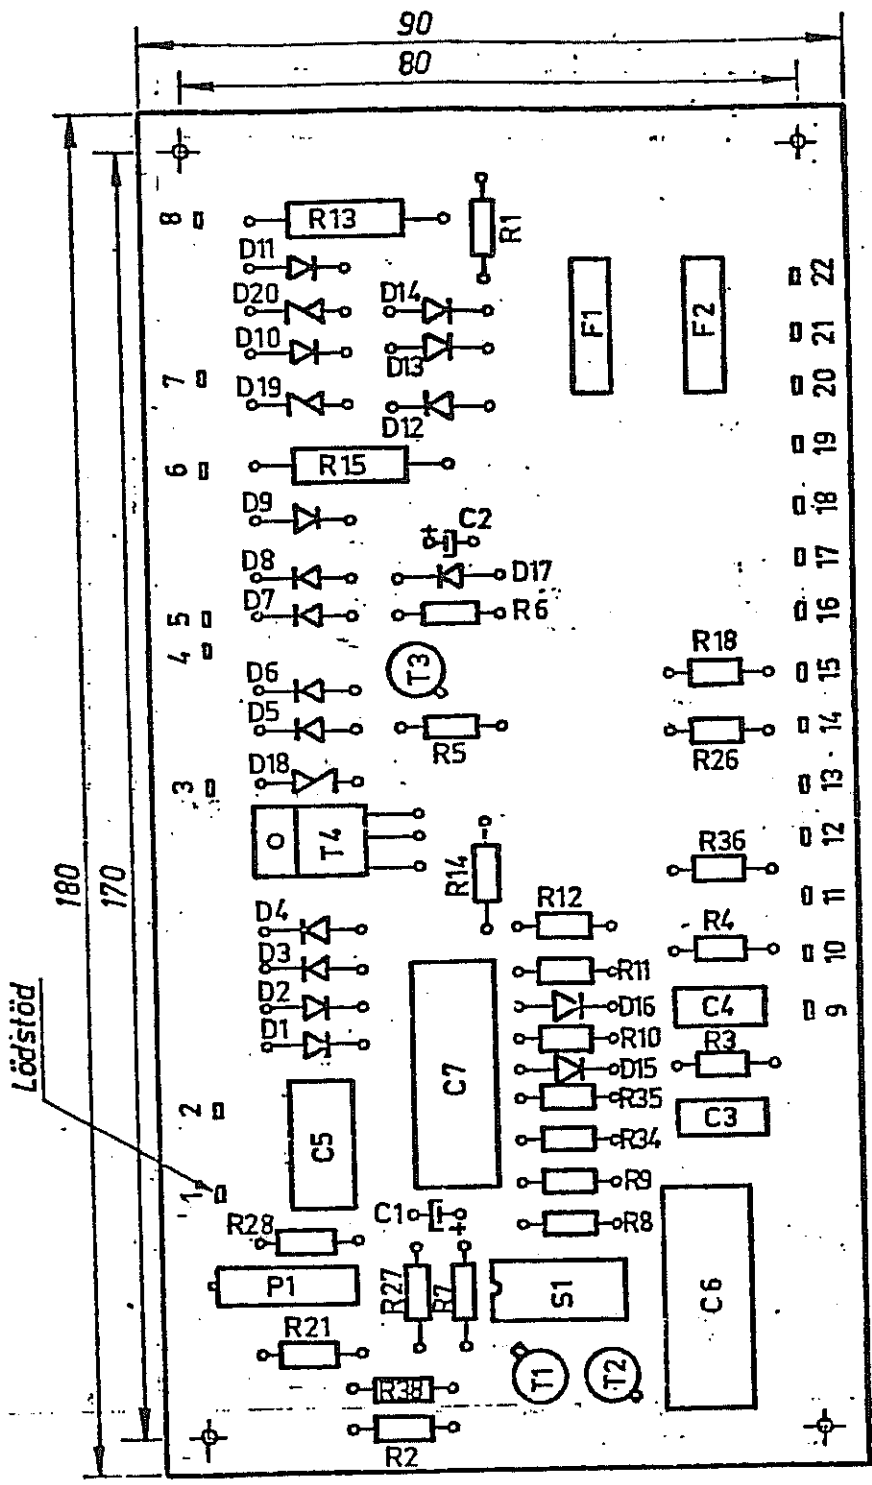 90
80
8
R13
R1
D11
D20
D14
22
F1
F2
D10
21
D13
7
D19
20
D12
19
6
R15
D9
C2
18
+
D8
D17
17
D7
R6
5
16
4
R18
D6
T3
15
D5
14
R5
R26
D18
3
13
T4
12
R36
180
170
R14
11
R12
D4
R4
10
D3
R11
D2
D16
C4
9
D1
R10
R3
Lödstöd
C7
D15
R35
2
C3
C5
R34
1
R9
C1
R28
+
R8
P1
R27
R7
S1
C6
R21
T1
T2
R38
R2